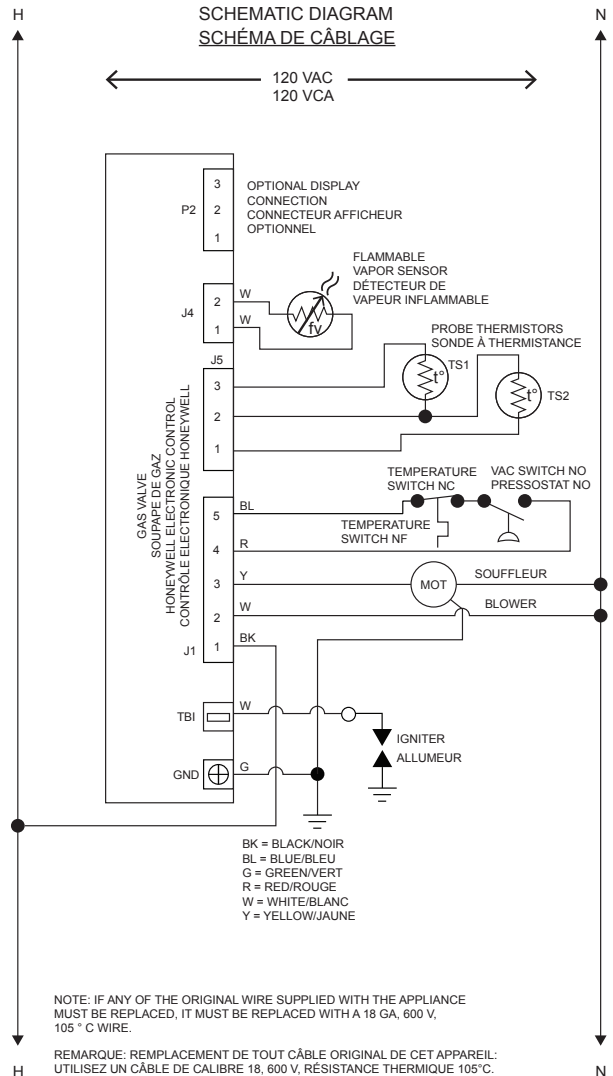 H
SCHEMATIC DIAGRAM
SCHÉMA DE CÂBLAGE
N
120 VAC
120 VCA
P2
3
2
1
OPTIONAL DISPLAY
CONNECTION
CONNECTEUR AFFICHEUR
OPTIONNEL
FLAMMABLE
VAPOR SENSOR
DÉTECTEUR DE
VAPEUR INFLAMMABLE
J4
2
1
W
W
fv
PROBE THERMISTORS
SONDE À THERMISTANCE
J5
3
2
1
t°
TS1
t°
TS2
GAS VALVE
SOUPAPE DE GAZ
HONEYWELL ELECTRONIC CONTROL
CONTRÔLE ELECTRONIQUE HONEYWELL
TEMPERATURE
SWITCH NC
VAC SWITCH NO
PRESSOSTAT NO
TEMPERATURE
SWITCH NF
5
BL
4
R
3
Y
MOT
SOUFFLEUR
2
W
BLOWER
J1
1
BK
TBI
W
IGNITER
ALLUMEUR
GND
G
BK = BLACK/NOIR
BL = BLUE/BLEU
G = GREEN/VERT
R = RED/ROUGE
W = WHITE/BLANC
Y = YELLOW/JAUNE
NOTE: IF ANY OF THE ORIGINAL WIRE SUPPLIED WITH THE APPLIANCE
MUST BE REPLACED, IT MUST BE REPLACED WITH A 18 GA, 600 V,
105 ° C WIRE.
REMARQUE: REMPLACEMENT DE TOUT CÂBLE ORIGINAL DE CET APPAREIL:
UTILISEZ UN CÂBLE DE CALIBRE 18, 600 V, RÉSISTANCE THERMIQUE 105°C.
H
N